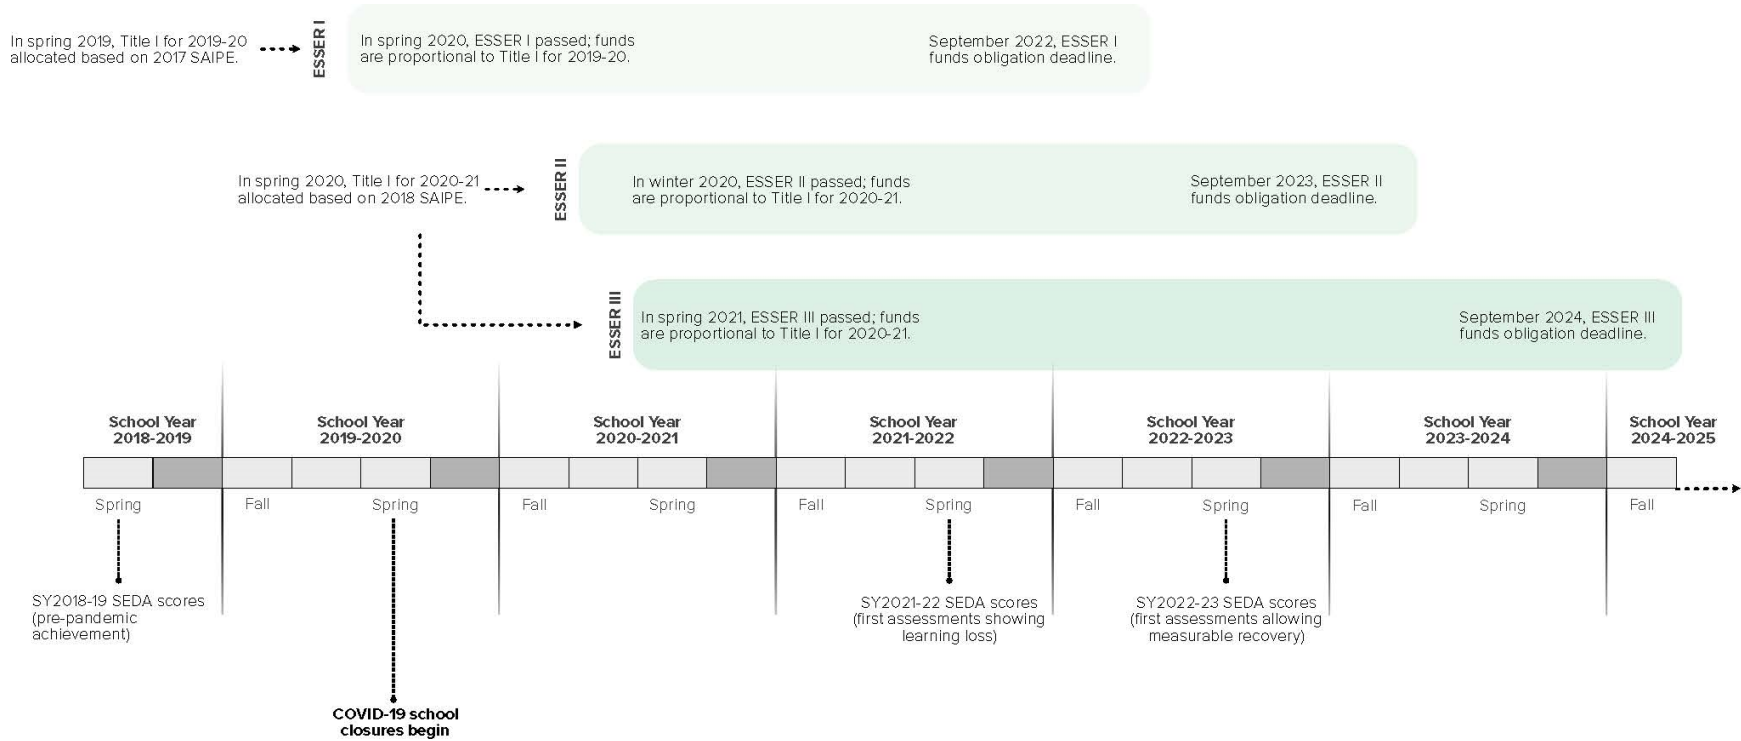 In spring 2019, Title I for 2019-20
allocated based on 2017 SAIPE.
ESSER I
In spring 2020, ESSER I passed; funds
are proportional to Title I for 2019-20.
September 2022, ESSER I
funds obligation deadline.
In spring 2020, Title I for 2020-21
allocated based on 2018 SAIPE.
ESSER II
In winter 2020, ESSER II passed; funds
are proportional to Title I for 2020-21.
September 2023, ESSER II
funds obligation deadline.
ESSER III
In spring 2021, ESSER III passed; funds
are proportional to Title I for 2020-21.
September 2024, ESSER III
funds obligation deadline.
School Year
2018-2019
School Year
2019-2020
School Year
2020-2021
School Year
2021-2022
School Year
2022-2023
School Year
2023-2024
School Year
2024-2025
Spring
Fall
Spring
Fall
Spring
Fall
Spring
Fall
Spring
Fall
Spring
Fall
SY2018-19 SEDA scores
(pre-pandemic
achievement)
SY2021-22 SEDA scores
(first assessments showing
learning loss)
SY2022-23 SEDA scores
(first assessments allowing
measurable recovery)
COVID-19 school
closures begin